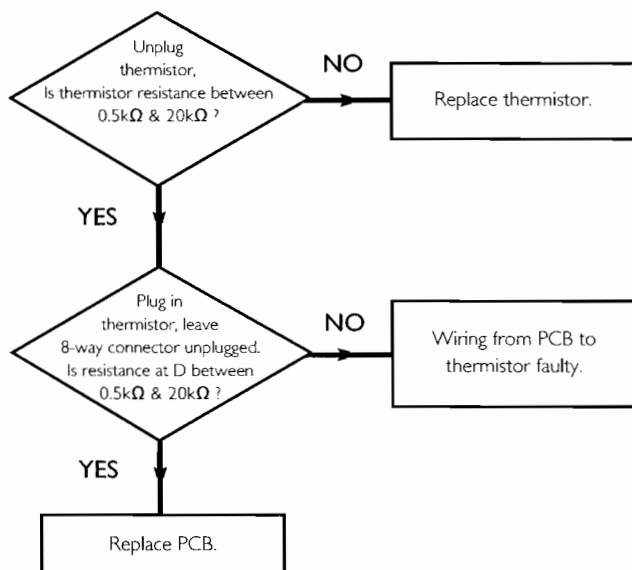 Unplug
thermistor,
Is thermistor resistance between
0.5kΩ & 20kΩ ?
NO
Replace thermistor.
YES
Plug in
thermistor, leave
8-way connector unplugged.
Is resistance at D between
0.5kΩ & 20kΩ ?
NO
Wiring from PCB to
thermistor faulty.
YES
Replace PCB.